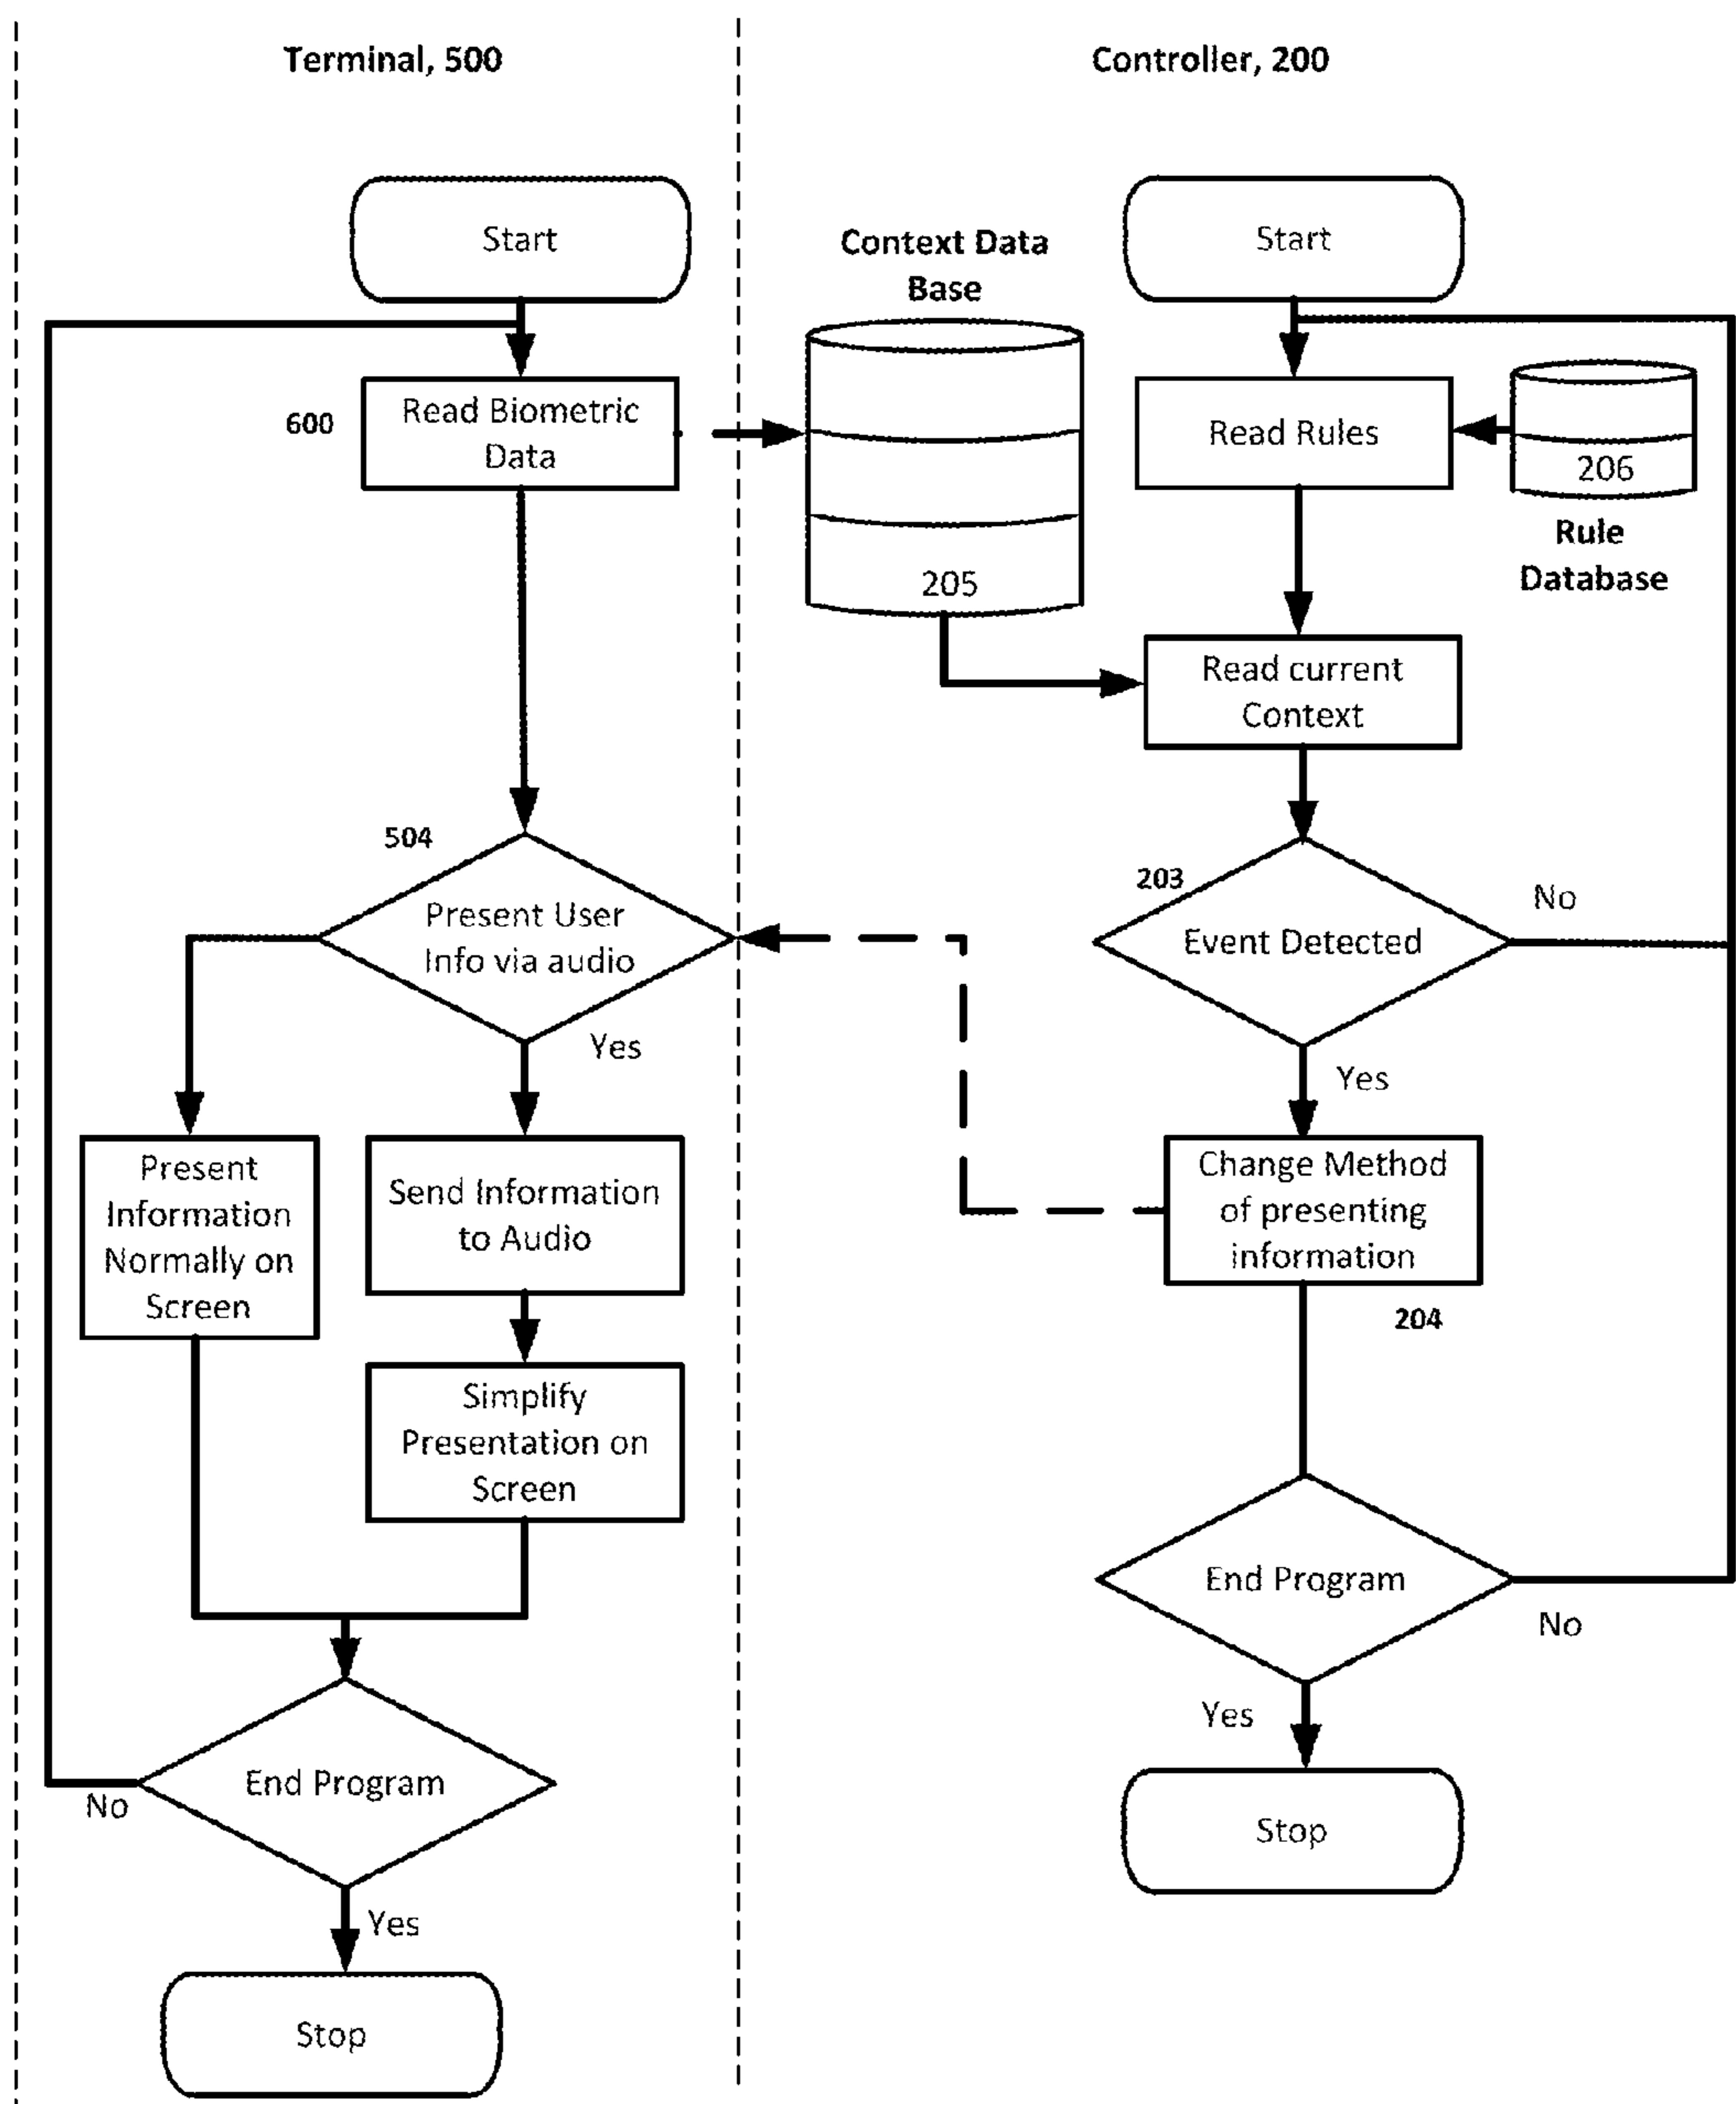 Terminal, 500
Controller, 200
Start
Context Data
Base
Start
600
Read Biometric
Data
Read Rules
206
Rule
Database
205
Read current
Context
504
Present User
Info via audio
Yes
203
Event Detected
No
Yes
Present
Information
Normally on
Screen
Send Information
to Audio
Change Method
of presenting
information
204
Simplify
Presentation on
Screen
End Program
No
Yes
Stop
End Program
No
Yes
Stop